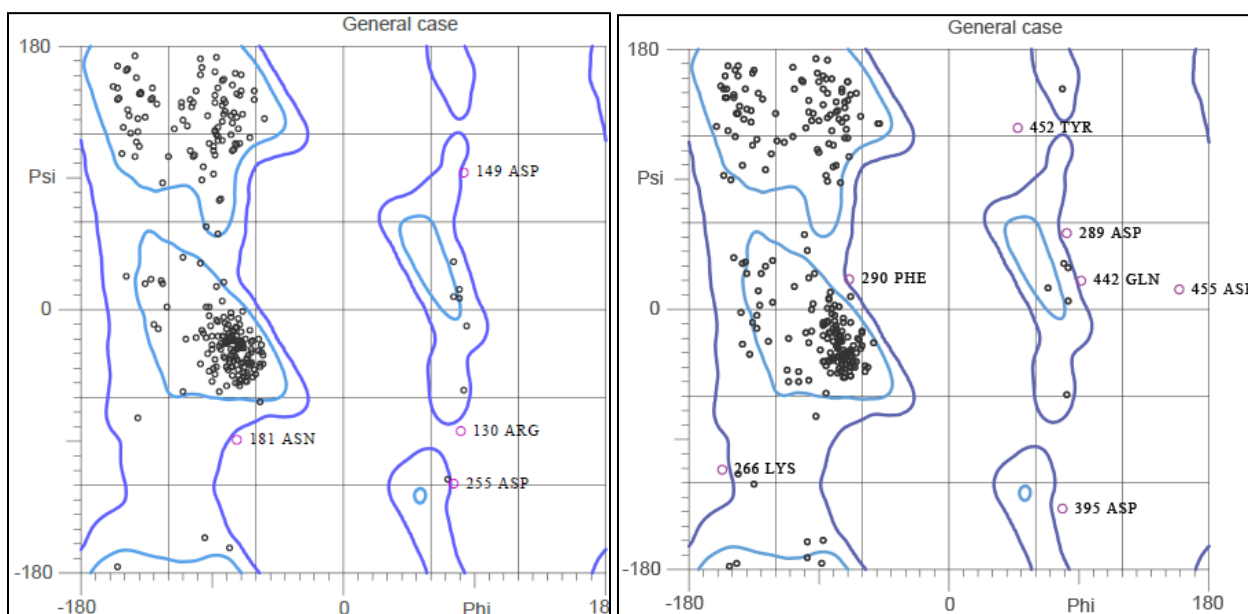 General case
180
149 ASP
Psi
0
181 ASN
130 ARG
255 ASP
-180
-180
0
Phi
18
General case
180
452 TYR
Psi
289 ASP
290 PHE
442 GLN
455 ASP
0
266 LYS
395 ASP
-180
-180
0
Phi
180